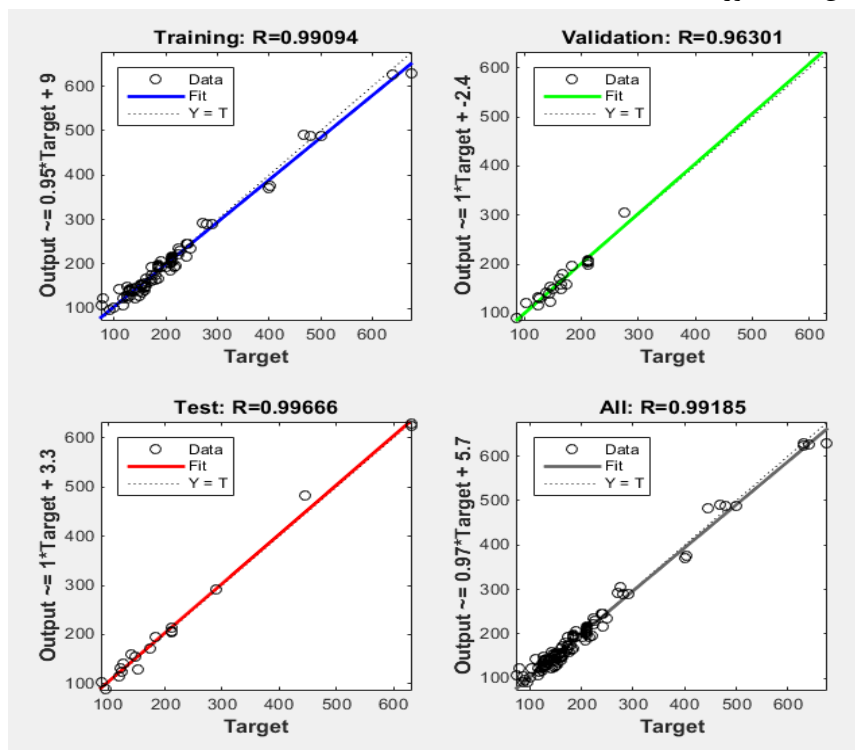 Training: R=0.99094
Output ~= 0.95*Target + 9
600
500
400
300
200
100
Data
Fit
Y = T
100 200 300 400 500 600
Target
Validation: R=0.96301
Output ~= 1*Target + -2.4
600
500
400
300
200
100
Data
Fit
Y = T
100 200 300 400 500 600
Target
Test: R=0.99666
Output ~= 1*Target + 3.3
600
500
400
300
200
100
Data
Fit
Y = T
100 200 300 400 500 600
Target
All: R=0.99185
Output ~= 0.97*Target + 5.7
600
500
400
300
200
100
Data
Fit
Y = T
100 200 300 400 500 600
Target